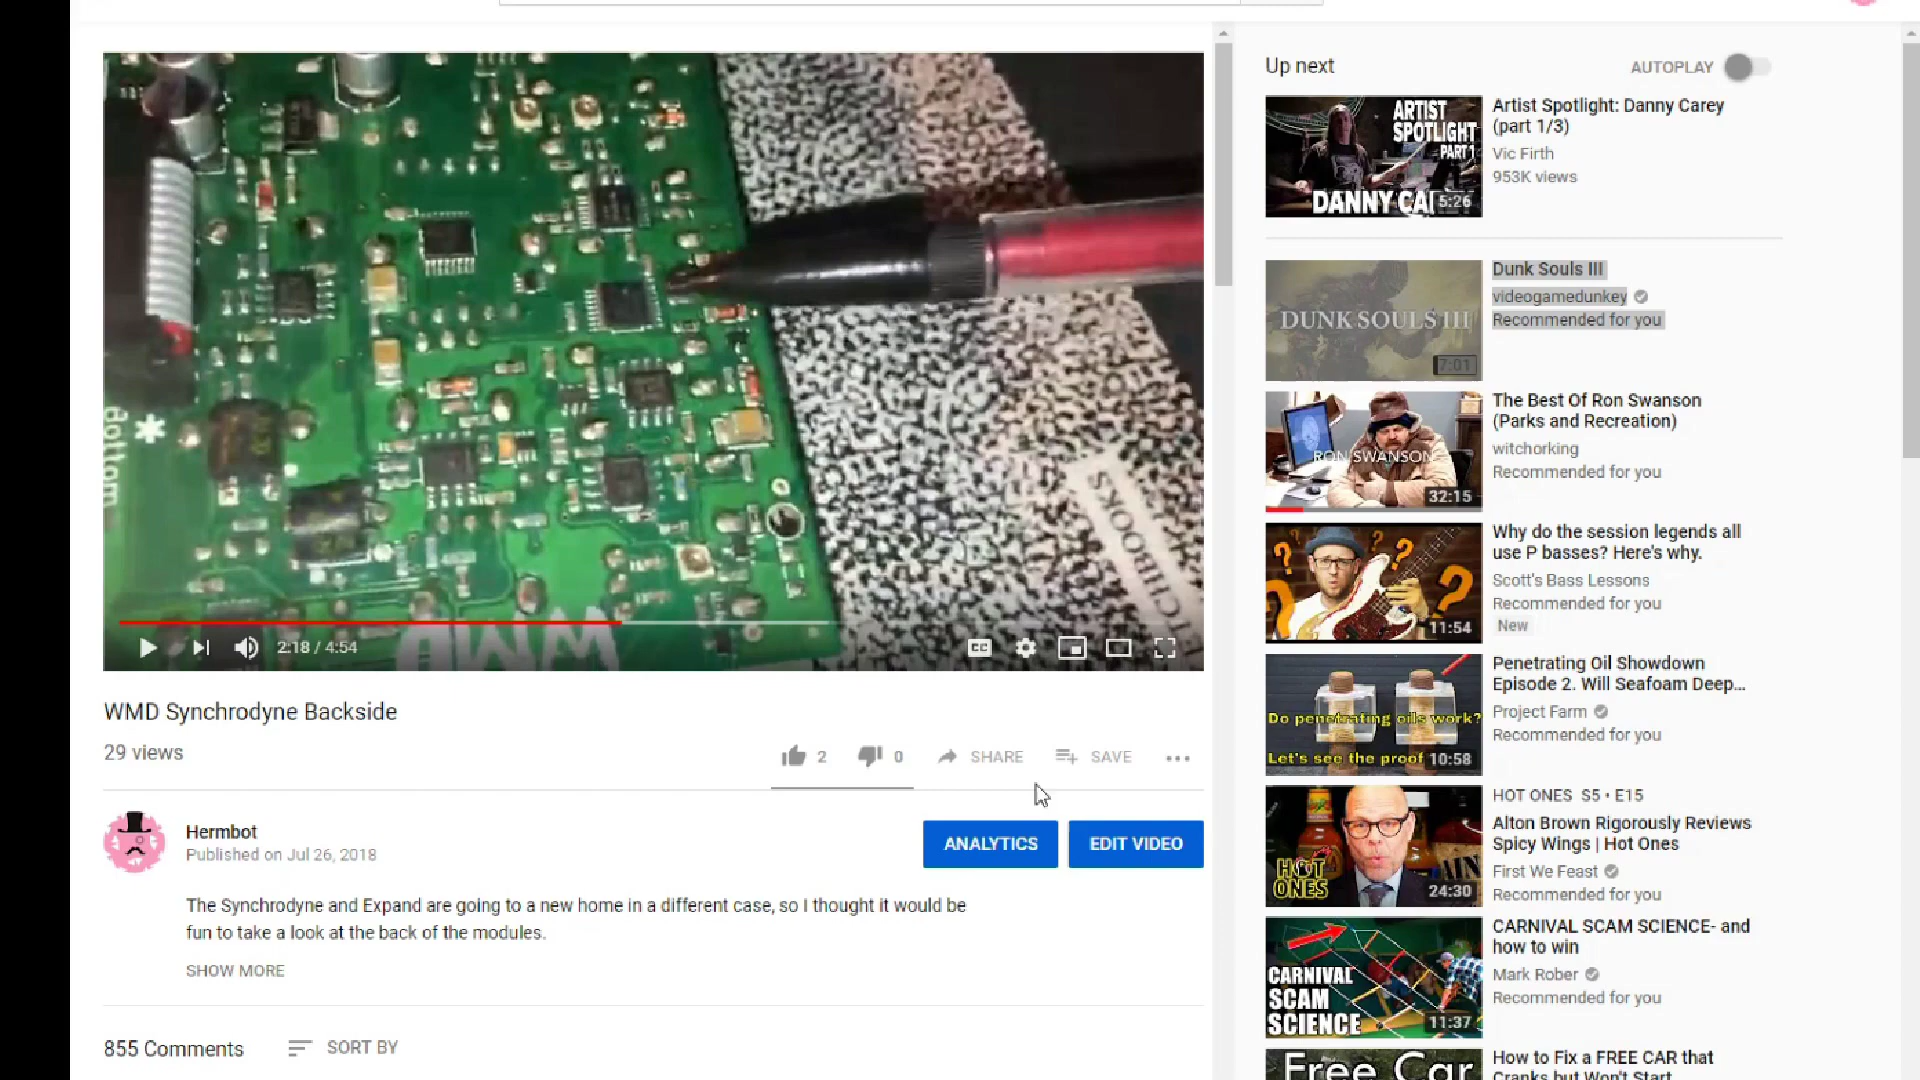 Up next
AUTOPLAY
ARTIST
SPOTLIGHT
PART 1
DANNY CA
5:26
Artist Spotlight: Danny Carey
(part 1/3)
Vic Firth
953K views
DUNK SOULS III
7:01
Dunk Souls III
videogamedunkey
Recommended for you
RON SWANSON
32:15
The Best Of Ron Swanson
(Parks and Recreation)
witchorking
Recommended for you
11:54
Why do the session legends all
use P basses? Here's why.
Scott's Bass Lessons
Recommended for you
New
Do penetrating oils work?
Let's see the proof
10:58
Penetrating Oil Showdown
Episode 2. Will Seafoam Deep...
Project Farm
Recommended for you
HOT
ONES
24:30
HOT ONES S5 • E15
Alton Brown Rigorously Reviews
Spicy Wings | Hot Ones
First We Feast
Recommended for you
CARNIVAL
SCAM
SCIENCE
11:37
CARNIVAL SCAM SCIENCE- and
how to win
Mark Rober
Recommended for you
Free Car
How to Fix a FREE CAR that
Cranks but Won't Start
WMD
2:18 / 4:54
CC
WMD Synchrodyne Backside
29 views
2
0
SHARE
SAVE
Hermbot
Published on Jul 26, 2018
ANALYTICS
EDIT VIDEO
The Synchrodyne and Expand are going to a new home in a different case, so I thought it would be
fun to take a look at the back of the modules.
SHOW MORE
855 Comments
SORT BY